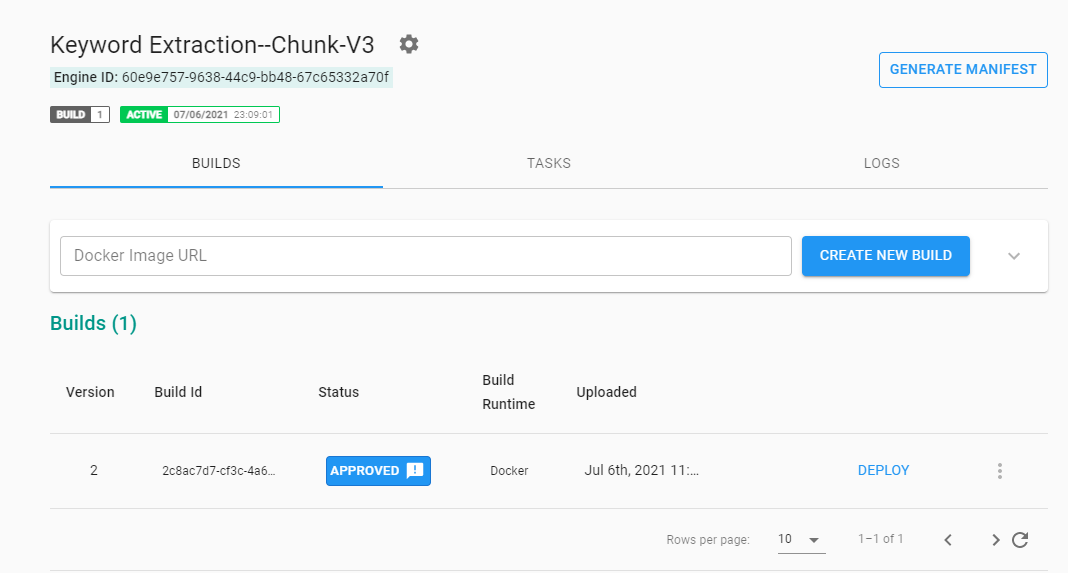 Keyword Extraction--Chunk-V3
Engine ID: 60e9e757-9638-44c9-bb48-67c65332a70f
GENERATE MANIFEST
BUILD 1 ACTIVE 07/06/2021 23:09:01
BUILDS TASKS LOGS
Docker Image URL CREATE NEW BUILD
Builds (1)
Version Build Id Status Build Runtime Uploaded
2 2c8ac7d7-cf3c-4a6... APPROVED Docker Jul 6th, 2021 11:... DEPLOY
Rows per page: 10 1–1 of 1